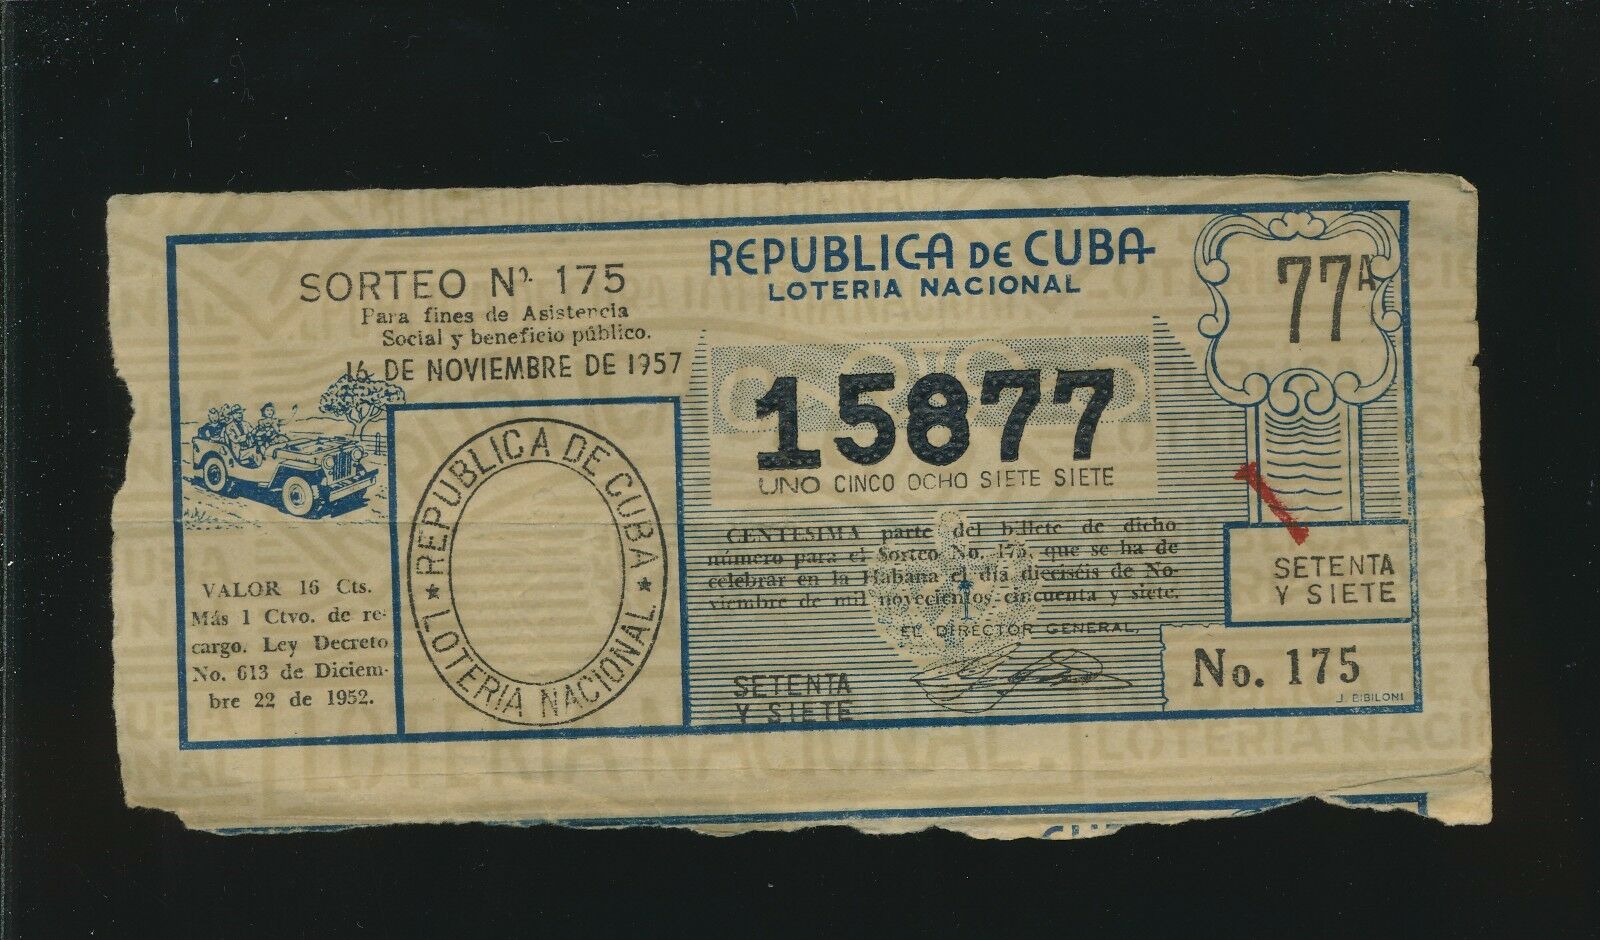 SORTEO Nº. 175
Para fines de Asistencia
Social y beneficio público.
16 DE NOVIEMBRE DE 1957
REPUBLICA DE CUBA
LOTERIA NACIONAL
77A
15877
UNO CINCO OCHO SIETE SIETE
CENTESIMA parte del billete de dicho
número para el Sorteo No. 175, que se ha de
celebrar en la Habana el día dieciséis de No-
viembre de mil novecientos cincuenta y siete.
EL DIRECTOR GENERAL,
SETENTA
Y SIETE
VALOR 16 Cts.
Más 1 Ctvo. de re-
cargo. Ley Decreto
No. 613 de Diciem-
bre 22 de 1952.
REPUBLICA DE CUBA
LOTERIA NACIONAL
SETENTA
Y SIETE
No. 175
J. BIBILONI
LOTERIA NACIONAL
LOTERIA NACI